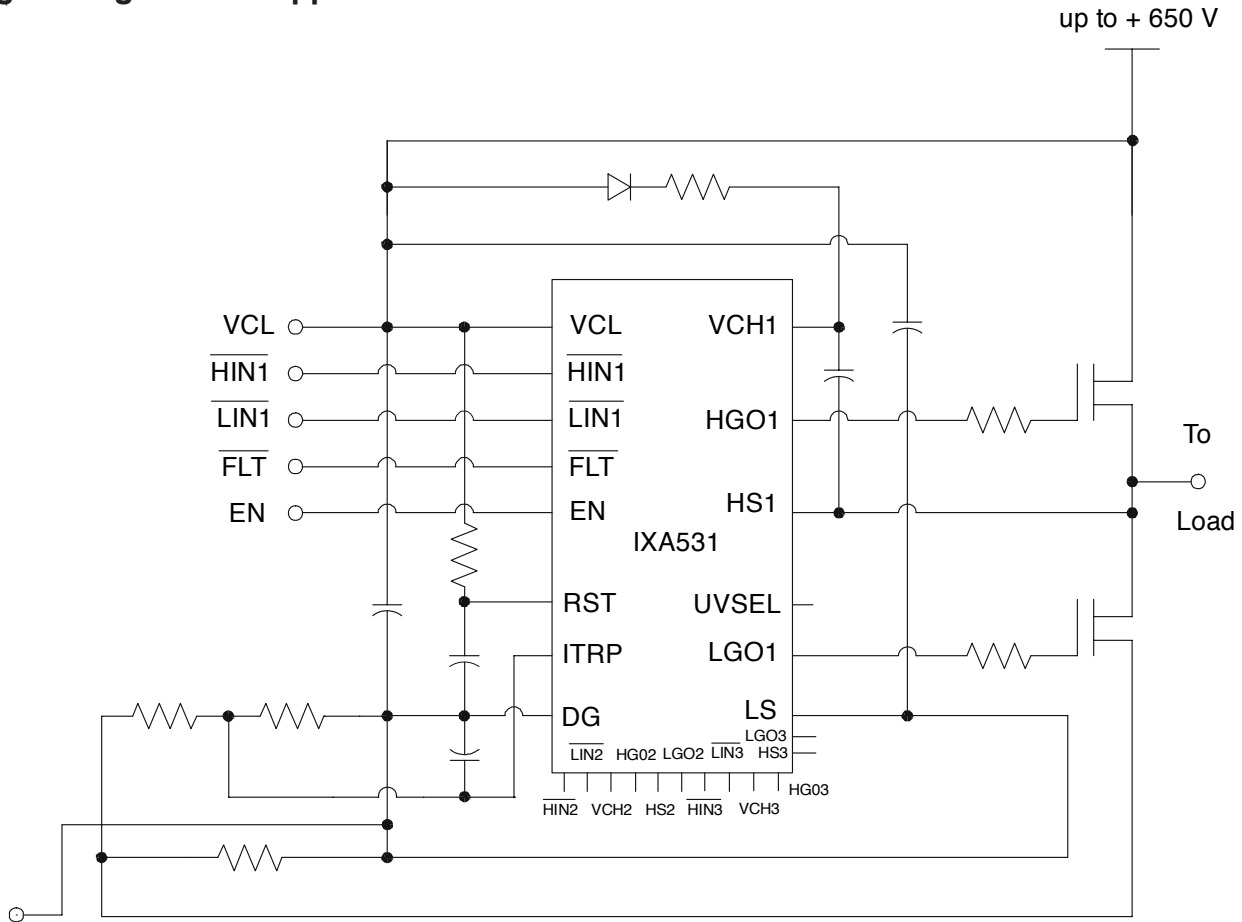 up to + 650 V
VCL
HIN1
LIN1
FLT
EN
VCL
HIN1
LIN1
FLT
EN
RST
ITRP
DG
IXA531
VCH1
HGO1
HS1
UVSEL
LGO1
LS
LGO3
HS3
To
Load
LIN2 HG02 LGO2 LIN3
HG03
HIN2 VCH2 HS2 HIN3 VCH3